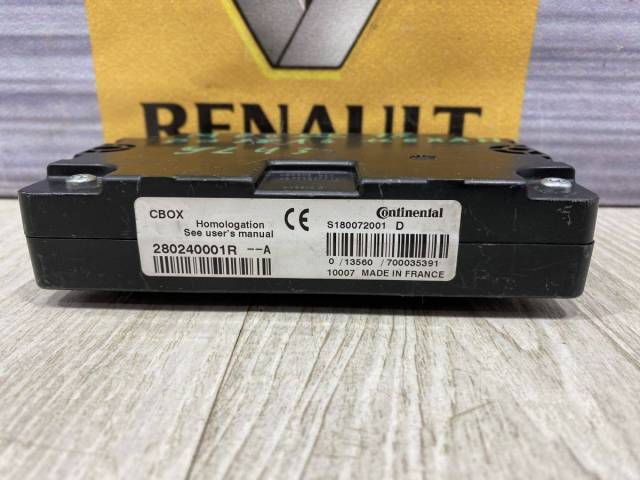 RENAULT
CBOX
Homologation
See user's manual
CE
280240001R --A
Continental
S180072001 D
0 /13560 /700035391
10007 MADE IN FRANCE